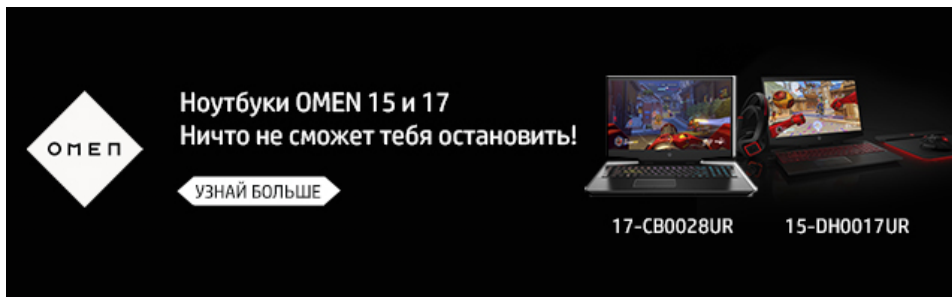 OMEN
Ноутбуки OMEN 15 и 17
Ничто не сможет тебя остановить!
УЗНАЙ БОЛЬШЕ
17-CB0028UR
15-DH0017UR